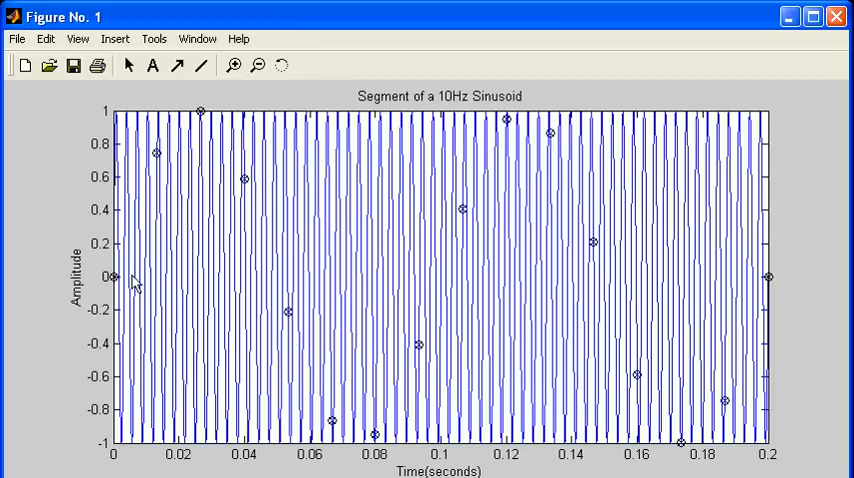 Figure No. 1
File Edit View Insert Tools Window Help
A
Segment of a 10Hz Sinusoid
1
0.8
0.6
0.4
0.2
0
-0.2
-0.4
-0.6
-0.8
-1
Amplitude
0 0.02 0.04 0.06 0.08 0.1 0.12 0.14 0.16 0.18 0.2
Time(seconds)